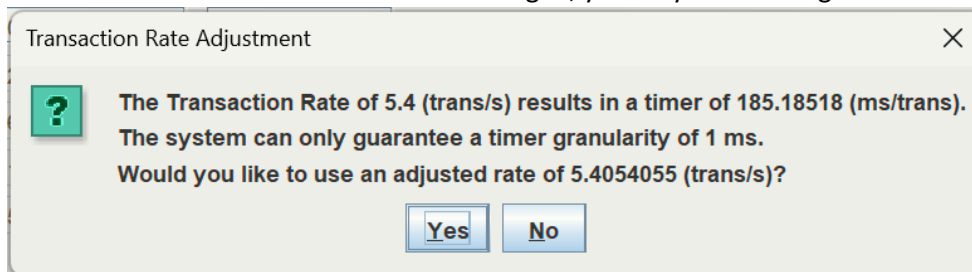 Transaction Rate Adjustment
The Transaction Rate of 5.4 (trans/s) results in a timer of 185.18518 (ms/trans).
The system can only guarantee a timer granularity of 1 ms.
Would you like to use an adjusted rate of 5.4054055 (trans/s)?
Yes No